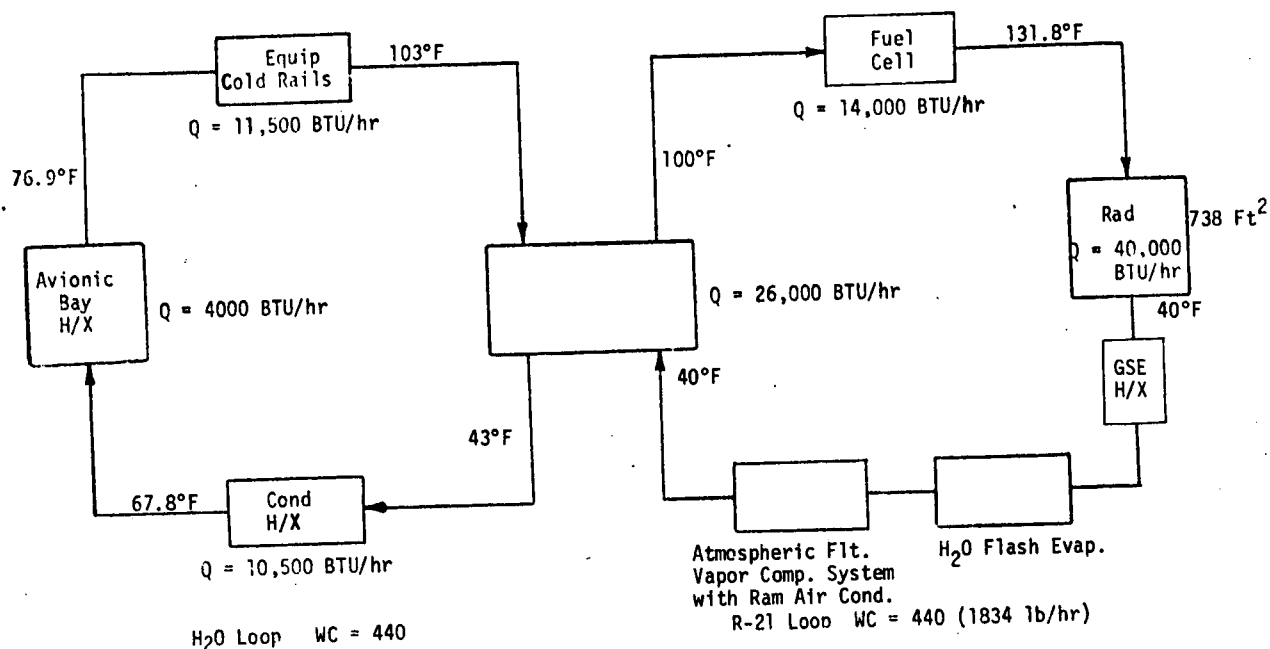 Equip
Cold Rails
103°F
Q = 11,500 BTU/hr
76.9°F
Avionic
Bay
H/X
Q = 4000 BTU/hr
67.8°F
Cond
H/X
Q = 10,500 BTU/hr
H2O Loop WC = 440
43°F
Q = 26,000 BTU/hr
100°F
40°F
Fuel
Cell
131.8°F
Q = 14,000 BTU/hr
Rad
Q = 40,000
BTU/hr
738 Ft²
40°F
GSE
H/X
H2O Flash Evap.
Atmospheric Flt.
Vapor Comp. System
with Ram Air Cond.
R-21 Loop WC = 440 (1834 lb/hr)